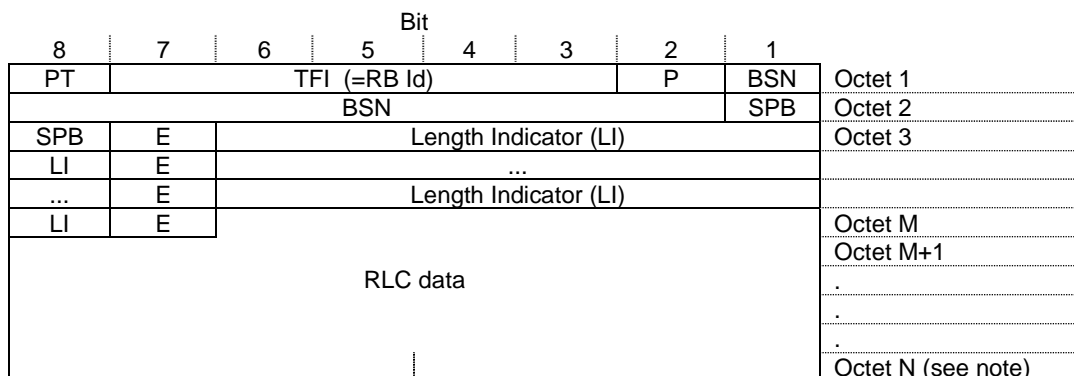 Bit
8 7 6 5 4 3 2 1
PT TFI (=RB Id) P BSN Octet 1
BSN SPB Octet 2
SPB E Length Indicator (LI) Octet 3
LI E ...
... E Length Indicator (LI)
LI E Octet M
Octet M+1
RLC data .
.
.
Octet N (see note)